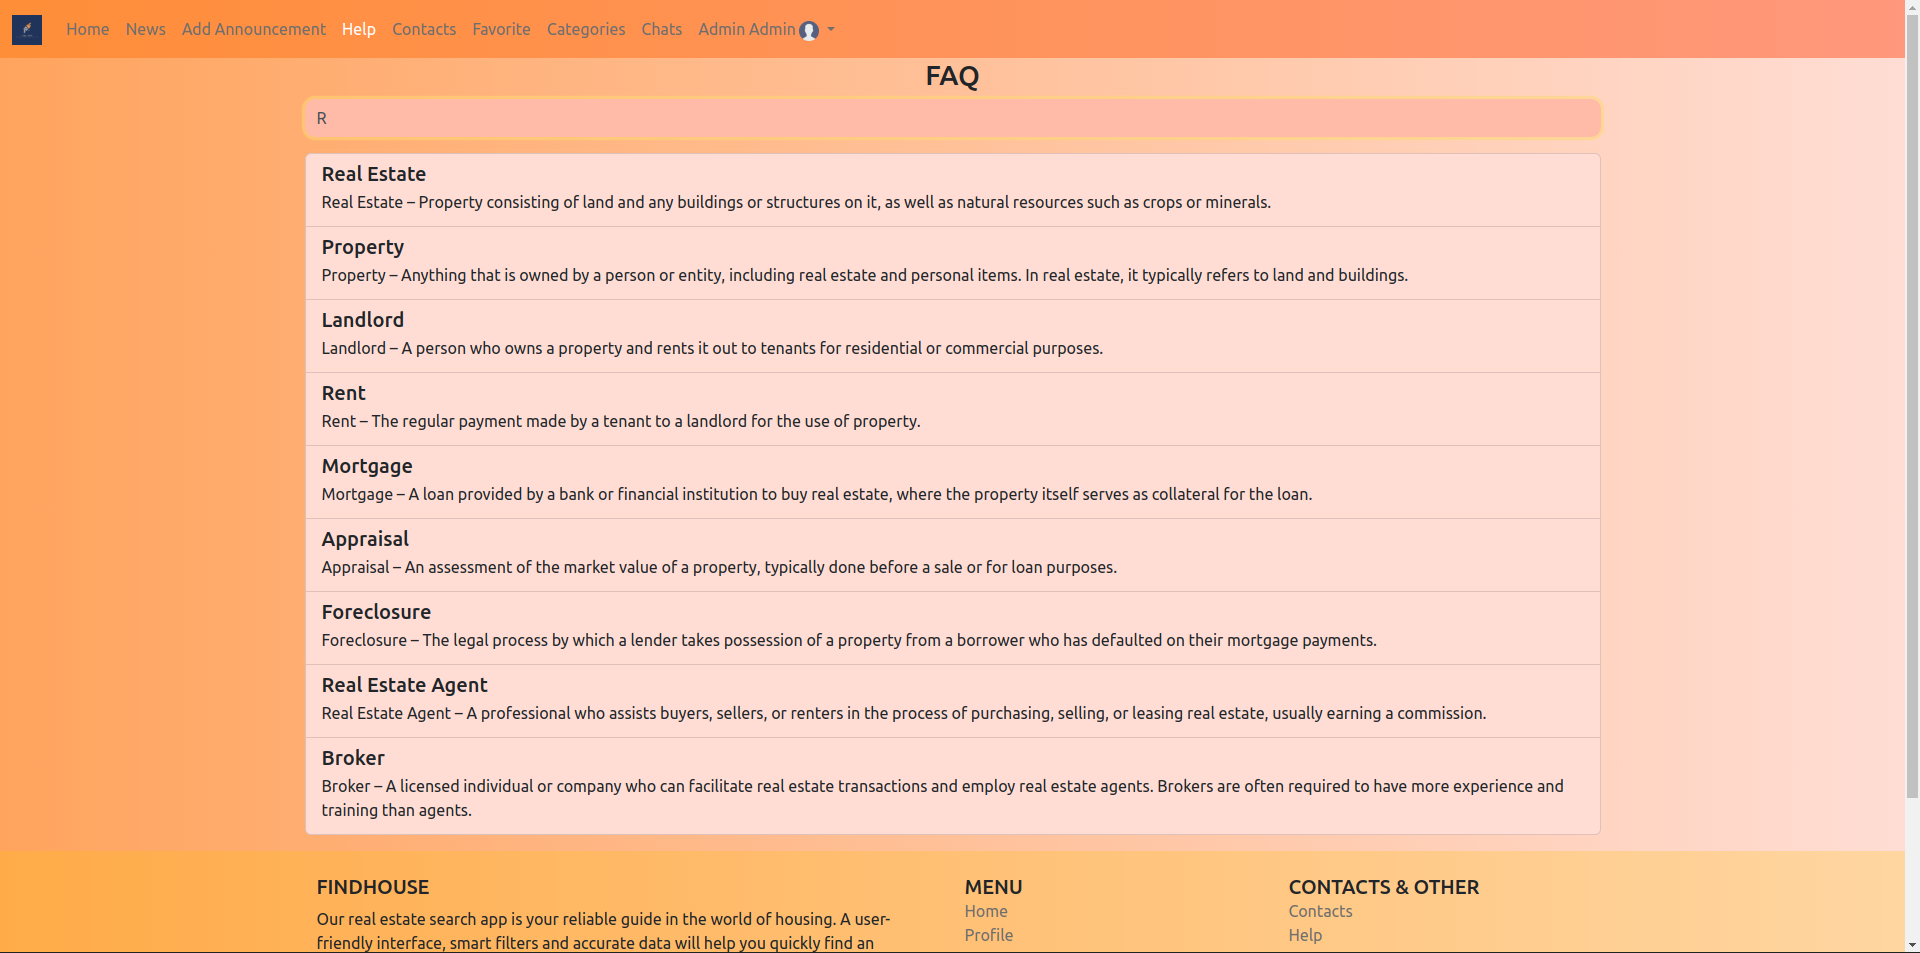 Home News Add Announcement Help Contacts Favorite Categories Chats Admin Admin
FAQ
R
Real Estate
Real Estate – Property consisting of land and any buildings or structures on it, as well as natural resources such as crops or minerals.
Property
Property – Anything that is owned by a person or entity, including real estate and personal items. In real estate, it typically refers to land and buildings.
Landlord
Landlord – A person who owns a property and rents it out to tenants for residential or commercial purposes.
Rent
Rent – The regular payment made by a tenant to a landlord for the use of property.
Mortgage
Mortgage – A loan provided by a bank or financial institution to buy real estate, where the property itself serves as collateral for the loan.
Appraisal
Appraisal – An assessment of the market value of a property, typically done before a sale or for loan purposes.
Foreclosure
Foreclosure – The legal process by which a lender takes possession of a property from a borrower who has defaulted on their mortgage payments.
Real Estate Agent
Real Estate Agent – A professional who assists buyers, sellers, or renters in the process of purchasing, selling, or leasing real estate, usually earning a commission.
Broker
Broker – A licensed individual or company who can facilitate real estate transactions and employ real estate agents. Brokers are often required to have more experience and
training than agents.
FINDHOUSE
Our real estate search app is your reliable guide in the world of housing. A user-
friendly interface, smart filters and accurate data will help you quickly find an
MENU
Home
Profile
CONTACTS & OTHER
Contacts
Help